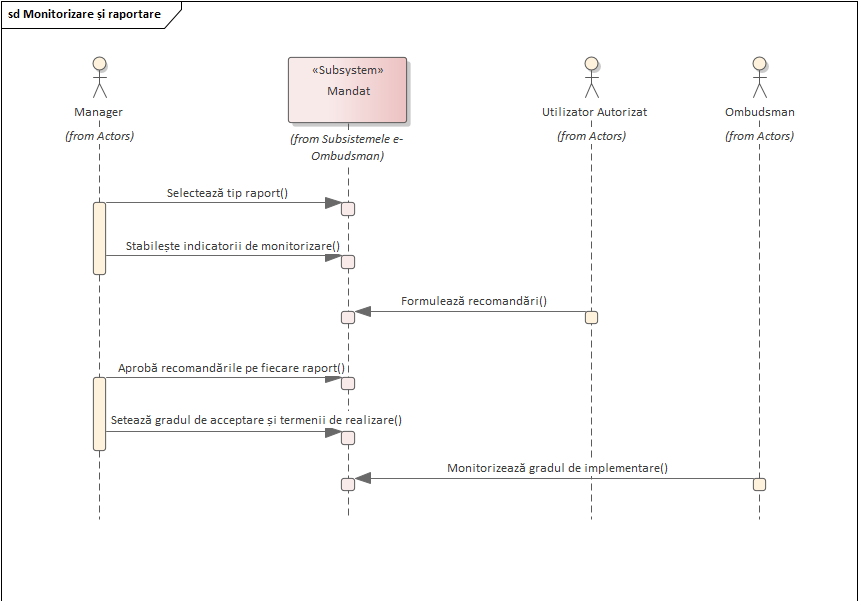 sd Monitorizare și raportare
«Subsystem»
Mandat
Manager
Utilizator Autorizat
Ombudsman
(from Actors)
(from Subsistemele e-
Ombudsman)
(from Actors)
(from Actors)
Selectează tip raport()
Stabilește indicatorii de monitorizare()
Formulează recomandări()
Aprobă recomandările pe fiecare raport()
Setează gradul de acceptare și termenii de realizare()
Monitorizează gradul de implementare()